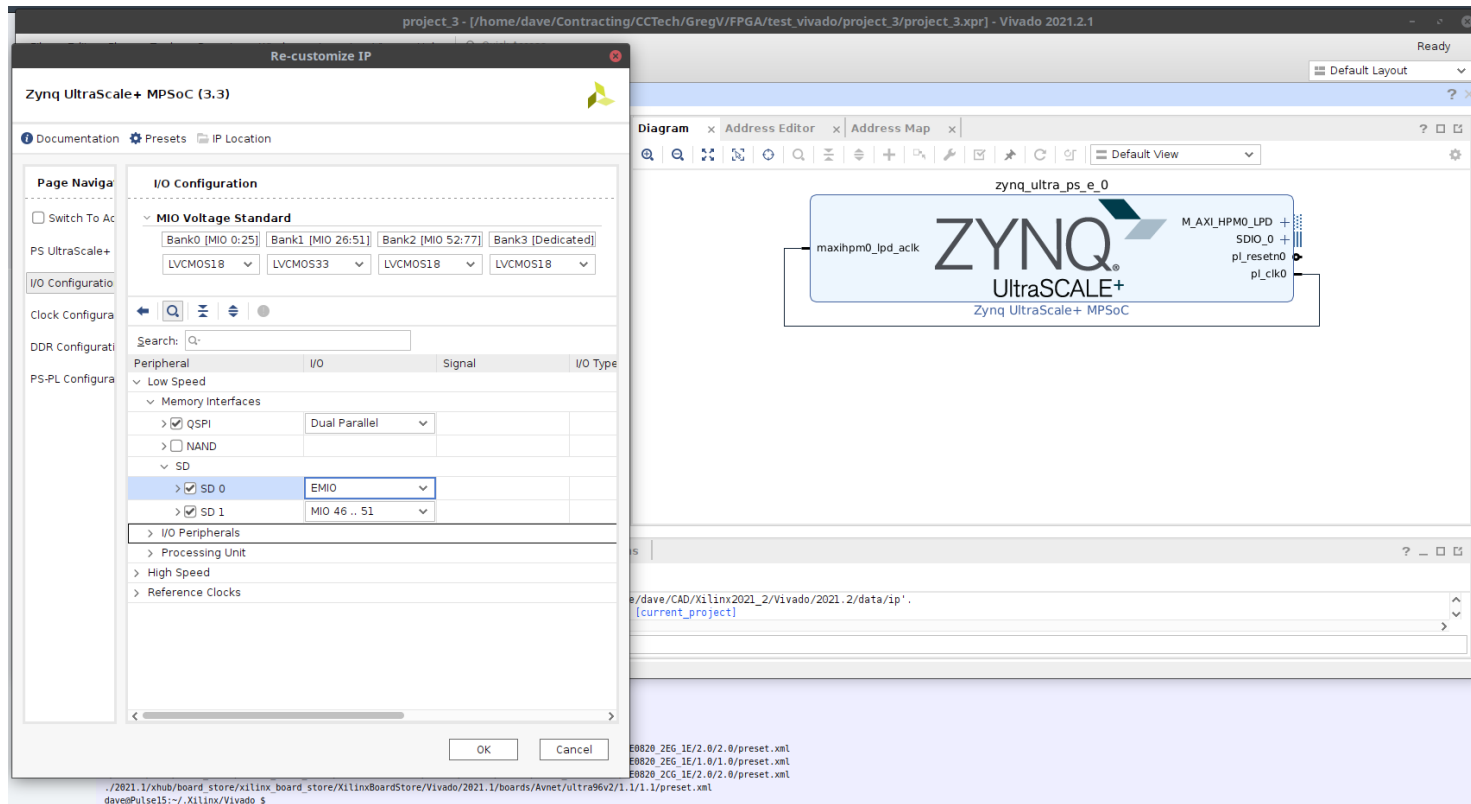 project_3 - [/home/dave/Contracting/CCTech/GregV/FPGA/test_vivado/project_3/project_3.xpr] - Vivado 2021.2.1
Ready
Default Layout
Re-customize IP
Zynq UltraScale+ MPSoC (3.3)
Documentation Presets IP Location
Page Naviga
Switch To Ac
PS UltraScale+
I/O Configuratio
Clock Configura
DDR Configurati
PS-PL Configura
I/O Configuration
MIO Voltage Standard
Bank0 [MIO 0:25] Bank1 [MIO 26:51] Bank2 [MIO 52:77] Bank3 [Dedicated]
LVCMOS18 LVCMOS33 LVCMOS18 LVCMOS18
Search:
Peripheral I/O Signal I/O Type
Low Speed
Memory Interfaces
QSPI Dual Parallel
NAND
SD
SD 0 EMIO
SD 1 MIO 46 .. 51
I/O Peripherals
Processing Unit
High Speed
Reference Clocks
OK Cancel
Diagram x Address Editor x Address Map x
Default View
zynq_ultra_ps_e_0
maxihpm0_lpd_aclk
ZYNQ
UltraSCALE+
M_AXI_HPM0_LPD
SDIO_0
pl_resetn0
pl_clk0
Zynq UltraScale+ MPSoC
e/dave/CAD/Xilinx2021_2/Vivado/2021.2/data/ip'.
[current_project]
E0820_2EG_1E/2.0/2.0/preset.xml
E0820_2EG_1E/1.0/1.0/preset.xml
E0820_2CG_1E/2.0/2.0/preset.xml
./2021.1/xhub/board_store/xilinx_board_store/XilinxBoardStore/Vivado/2021.1/boards/Avnet/ultra96v2/1.1/1.1/preset.xml
dave@Pulse15:~/.Xilinx/Vivado $